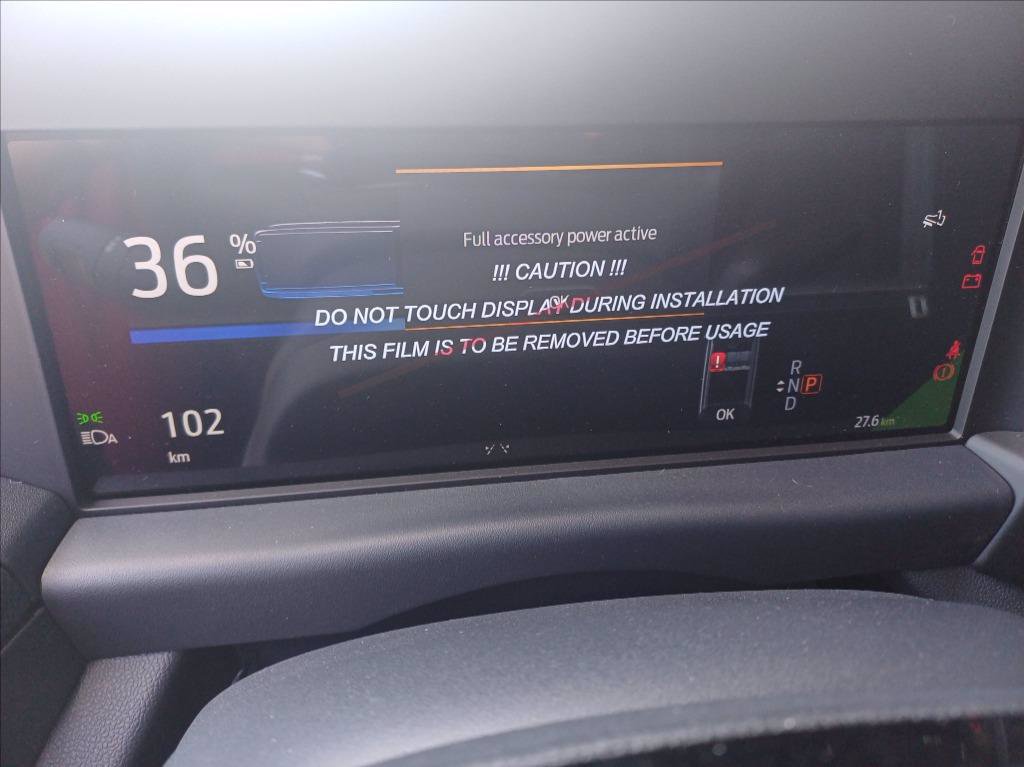 36 %
Full accessory power active
!!! CAUTION !!!
OK
DO NOT TOUCH DISPLAY DURING INSTALLATION
THIS FILM IS TO BE REMOVED BEFORE USAGE
!
R
N P
D
OK
A
102
km
27.6 km